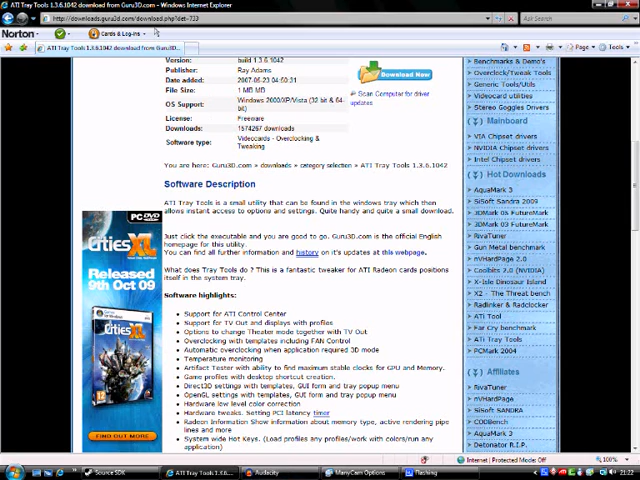 ATI Tray Tools 1.3.6.1042 download from Guru3D.com - Windows Internet Explorer
http://downloads.guru3d.com/download.php?det=733
Search
Norton
Cards & Log-ins
ATI Tray Tools 1.3.6.1042 download from Guru3D....
Page
Version:
build 1.3.6.1042
Publisher:
Ray Adams
Date added:
File Size:
1 MB MB
OS Support:
Windows 2000/XP/Vista (32 bit & 64-
bit)
License:
Freeware
Downloads:
1574267 downloads
Software type:
Videocards - Overclocking &
Tweaking
Download Now
Scan Computer for driver
updates
You are here: Guru3D.com > downloads > category selection > ATI Tray Tools 1.3.6.1042
Software Description
ATI Tray Tools is a small utility that can be found in the windows tray which then
allows instant access to options and settings. Quite handy and quite a small download.
Just click the executable and you are good to go. Guru3D.com is the official English
homepage for this utility.
You can find all further information and history on it's updates at this webpage.
What does Tray Tools do ? This is a fantastic tweaker for ATI Radeon cards positions
itself in the system tray.
Software highlights:
Support for ATI Control Center
Support for TV Out and displays with profiles
Options to change Theater mode together with TV Out
Overclocking with templates including FAN Control
Automatic overclocking when application required 3D mode
Temperature monitoring
Artifact Tester with ability to find maximum stable clocks for GPU and Memory.
Game profiles with desktop shortcut creation.
Direct3D settings with templates, GUI form and tray popup menu
OpenGL settings with templates, GUI form and tray popup menu
Hardware low level color correction
Hardware tweaks. Setting PCI latency timor
Radeon Information Show information about memory type, active rendering pipe
lines and more
System wide Hot Keys. (Load profiles any profiles/work with colors/run any
application)
PC DVD
CITIES XL
Released
9th Oct 09
CITIES XL
FIND OUT MORE
Benchmarks & Demo's
Overclock/Tweak Tools
Generic Tools/Utils
Videocard utilities
Stereo Goggles Drivers
Mainboard
VIA Chipset drivers
NVIDIA Chipset drivers
Intel Chipset drivers
Hot Downloads
AquaMark 3
SiSoft Sandra 2009
3DMark 05 FutureMark
3DMark 03 FutureMark
RivaTuner
Gun Metal benchmark
nVHardPage 2.0
Coolbits 2.0 (NVIDIA)
X-Isle Dinosaur Island
X2 - The Threat bench
Radlinker & Radclocker
ATI Tool
Far Cry benchmark
ATi Tray Tools
PCMark 2004
Affiliates
RivaTuner
nVHardPage
SiSoft SANDRA
COOBench
AquaMark 3
Detonator R.I.P.
Internet | Protected Mode: Off
100%
Source SDK
ATI Tray Tools 1.3.6....
Audacity
ManyCam Options
Flashing
21:22